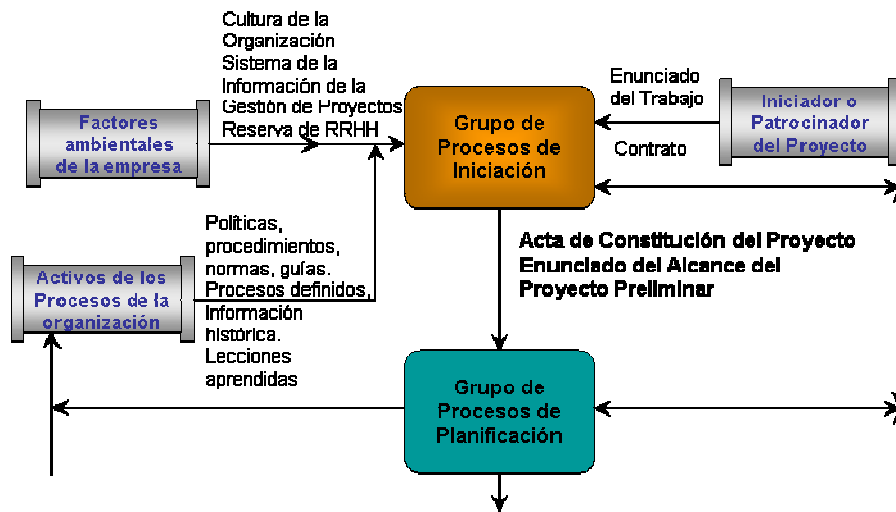 Cultura de la
Organización
Sistema de la
Información de la
Gestión de Proyectos
Reserva de RRHH
Factores
ambientales
de la empresa
Grupo de
Procesos de
Iniciación
Enunciado
del Trabajo
Contrato
Iniciador o
Patrocinador
del Proyecto
Políticas,
procedimientos,
normas, guías.
Procesos definidos,
Información
histórica.
Lecciones
aprendidas
Activos de los
Procesos de la
organización
Acta de Constitución del Proyecto
Enunciado del Alcance del
Proyecto Preliminar
Grupo de
Procesos de
Planificación